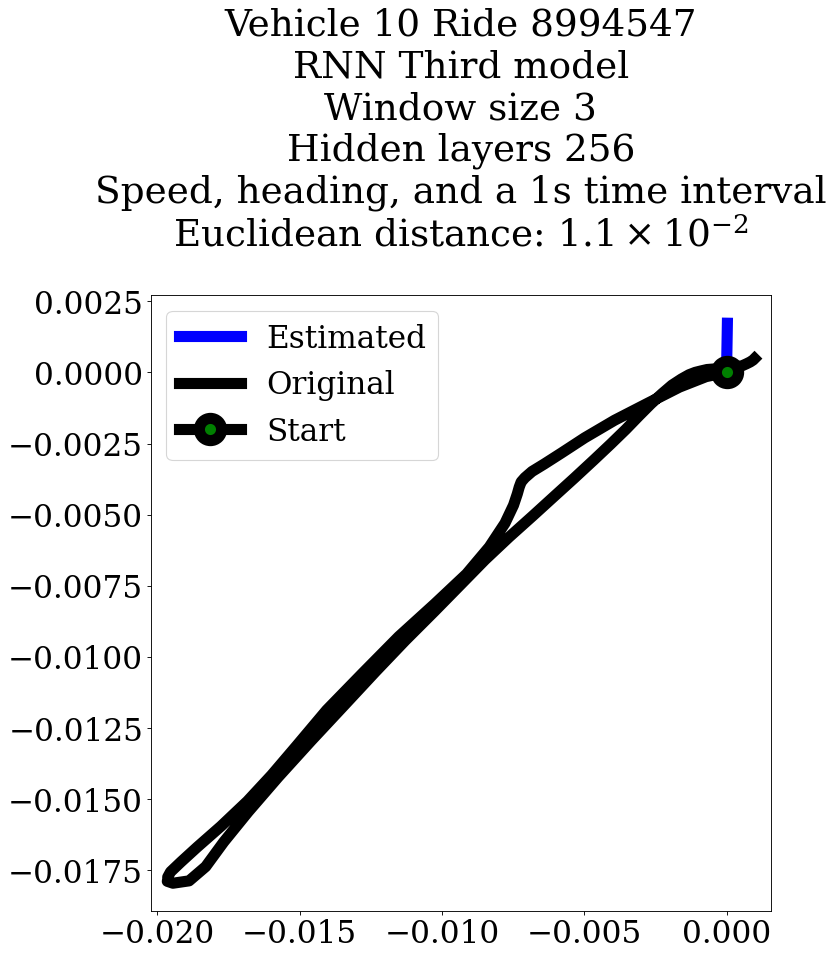 Vehicle 10 Ride 8994547
RNN Third model
Window size 3
Hidden layers 256
Speed, heading, and a 1s time interval
Euclidean distance: 1.1 × 10⁻²
0.0025
0.0000
−0.0025
−0.0050
−0.0075
−0.0100
−0.0125
−0.0150
−0.0175
Estimated
Original
Start
−0.020 −0.015 −0.010 −0.005 0.000